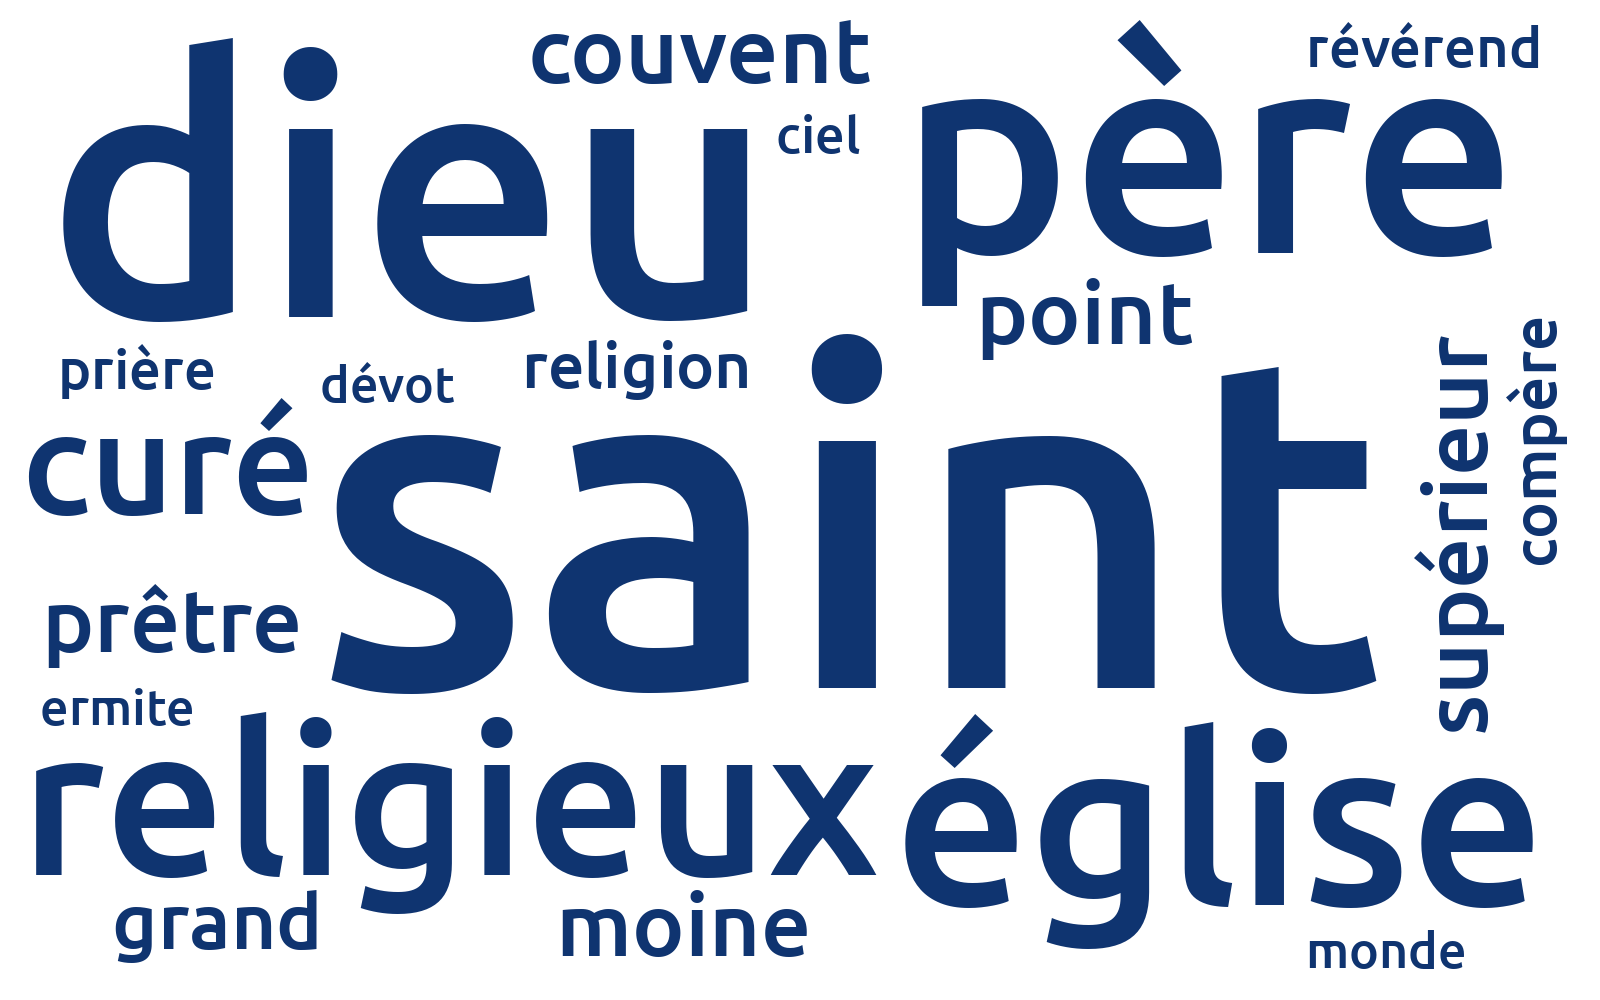 couvent
révérend
dieu
père
ciel
point
prière
dévot
religion
supérieur
compère
curé
saint
prêtre
ermite
religieux
église
grand
moine
monde